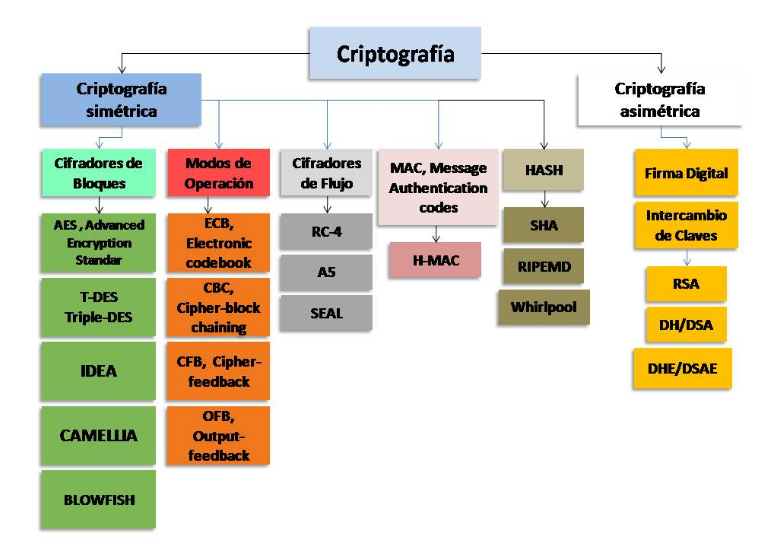 Criptografía
Criptografía
simétrica
Criptografía
asimétrica
Cifradores de
Bloques
AES , Advanced
Encryption
Standar
T-DES
Triple-DES
IDEA
CAMELLIA
BLOWFISH
Modos de
Operación
ECB,
Electronic
codebook
CBC,
Cipher-block
chaining
CFB, Cipher-
feedback
OFB,
Output-
feedback
Cifradores
de Flujo
RC-4
A5
SEAL
MAC, Message
Authentication
codes
H-MAC
HASH
SHA
RIPEMD
Whirlpool
Firma Digital
Intercambio
de Claves
RSA
DH/DSA
DHE/DSAE